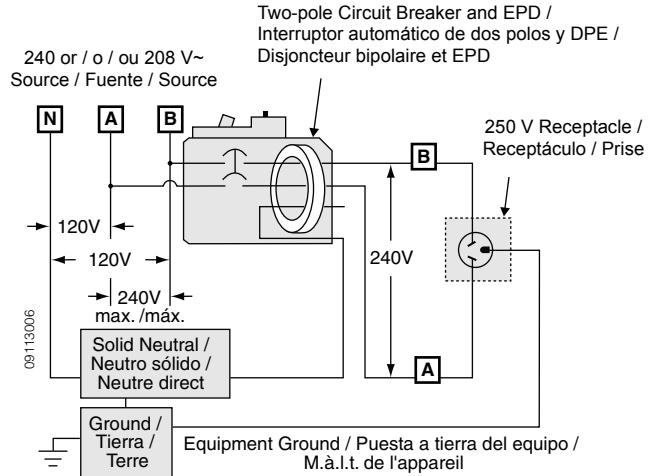 Two-pole Circuit Breaker and EPD /
Interruptor automático de dos polos y DPE /
Disjoncteur bipolaire et EPD
240 or / o / ou 208 V~
Source / Fuente / Source
N A B
250 V Receptacle /
Receptáculo / Prise
B
120V
120V
240V
240V
max. /máx.
Solid Neutral /
Neutro sólido /
Neutre direct
A
Ground /
Tierra /
Terre
Equipment Ground / Puesta a tierra del equipo /
M.à.l.t. de l'appareil
09113006